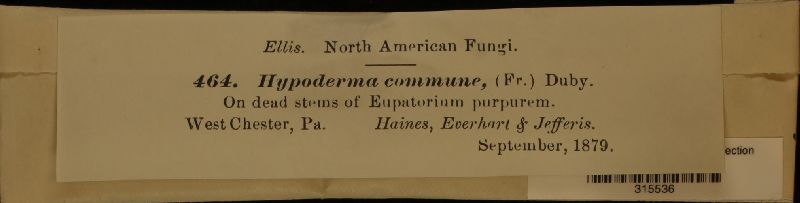 Ellis. North American Fungi.
464. Hypoderma commune, (Fr.) Duby.
On dead stems of Eupatorium purpurem.
West Chester, Pa. Haines, Everhart & Jefferis.
September, 1879.
ection
315536